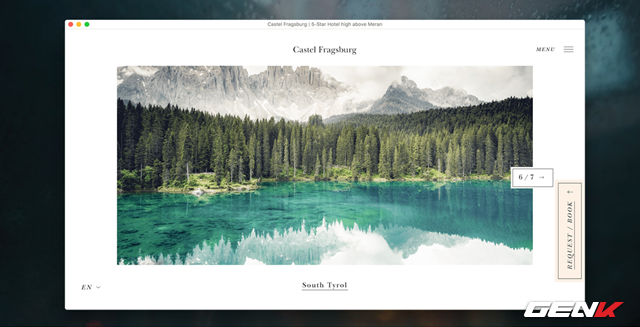 Castel Fragsburg | 5-Star Hotel high above Meran
Castel Fragsburg
MENU
6 / 7 →
REQUEST / BOOK →
EN
South Tyrol
GENK